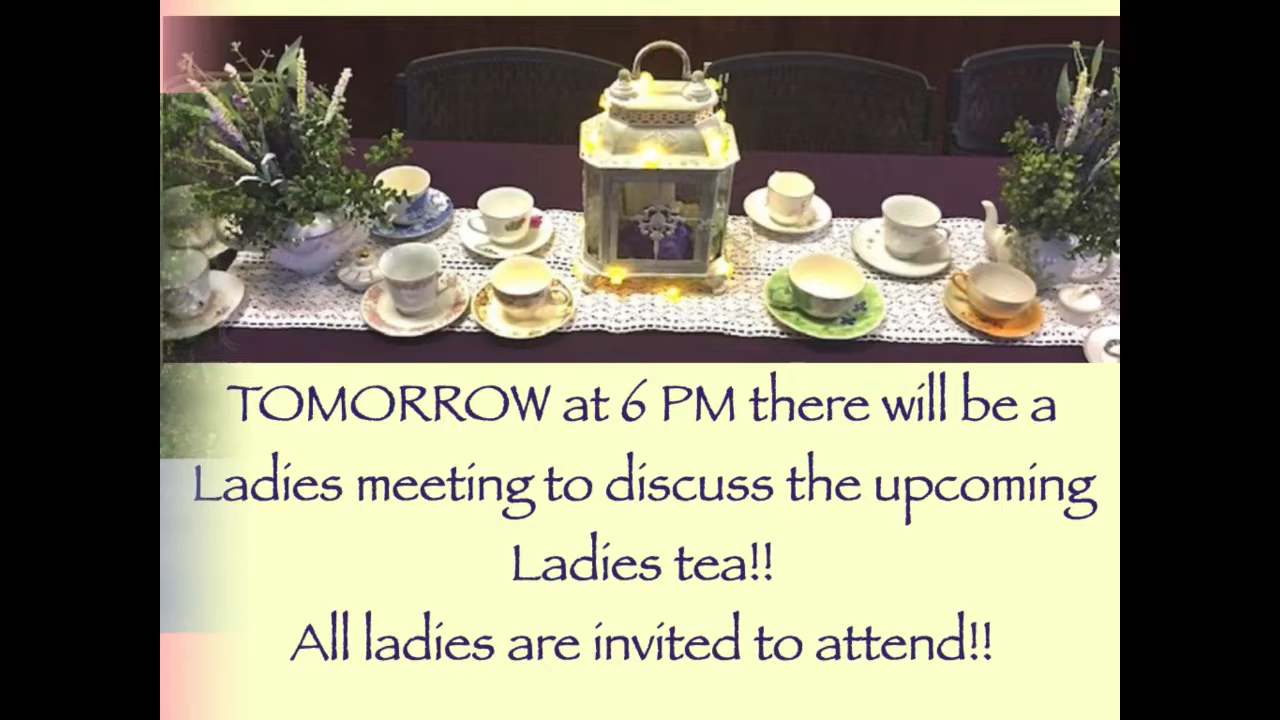 TOMORROW at 6 PM there will be a
Ladies meeting to discuss the upcoming
Ladies tea!!
All ladies are invited to attend!!